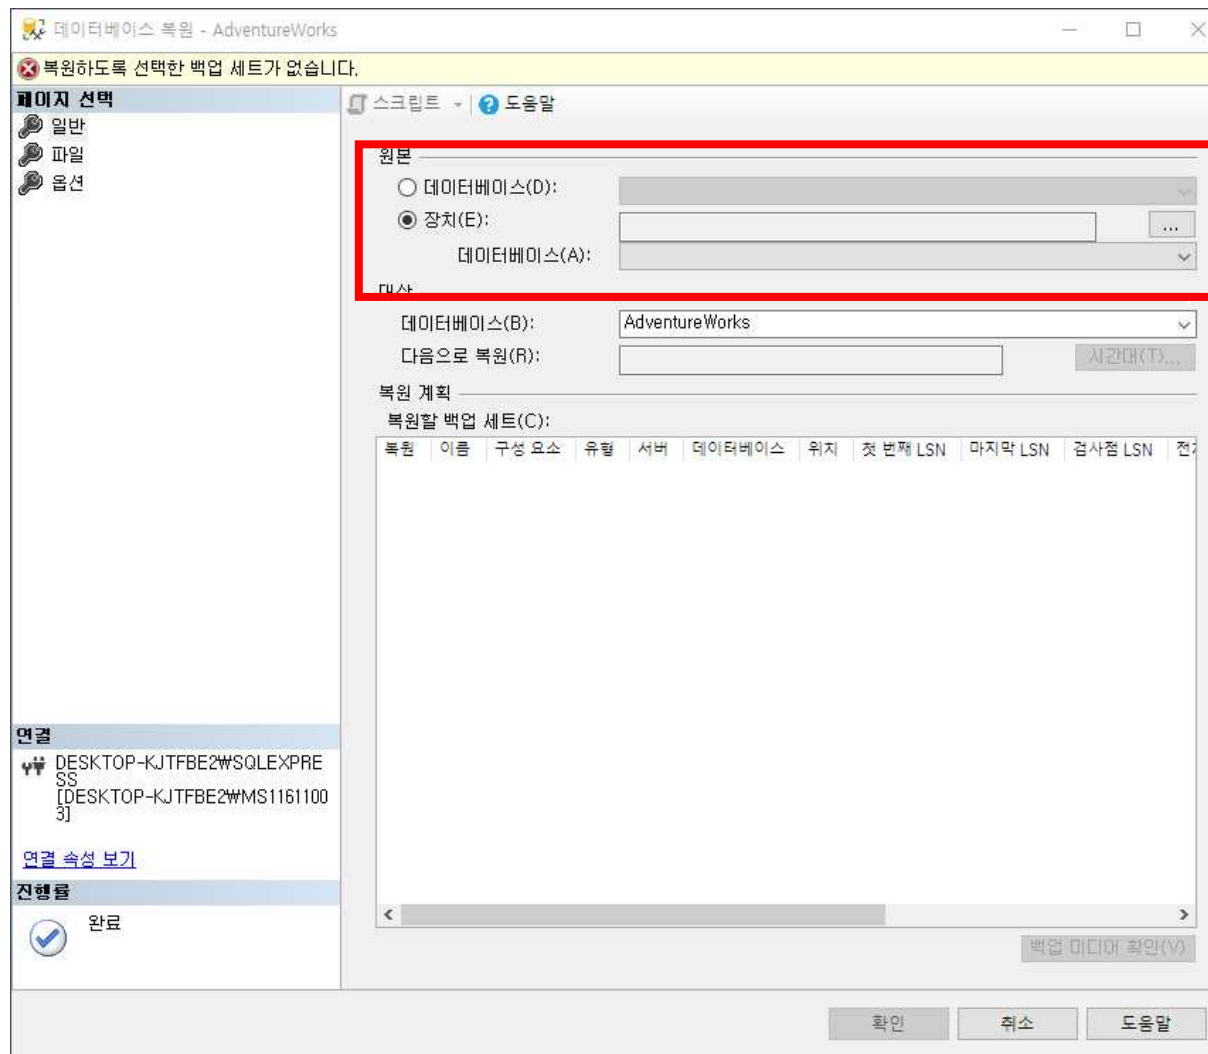 데이터베이스 복원 - AdventureWorks
복원하도록 선택한 백업 세트가 없습니다.
페이지 선택
일반
파일
옵션
스크립트
도움말
원본
데이터베이스(D):
장치(E):
...
데이터베이스(A):
대상
데이터베이스(B): AdventureWorks
다음으로 복원(R):
시간대(T)...
복원 계획
복원할 백업 세트(C):
복원 이름 구성 요소 유형 서버 데이터베이스 위치 첫 번째 LSN 마지막 LSN 검사점 LSN
연결
DESKTOP-KJTFBE2₩SQLEXPRE
SS
[DESKTOP-KJTFBE2₩MS1161100
3]
연결 속성 보기
진행률
완료
백업 미디어 확인(V)
확인 취소 도움말